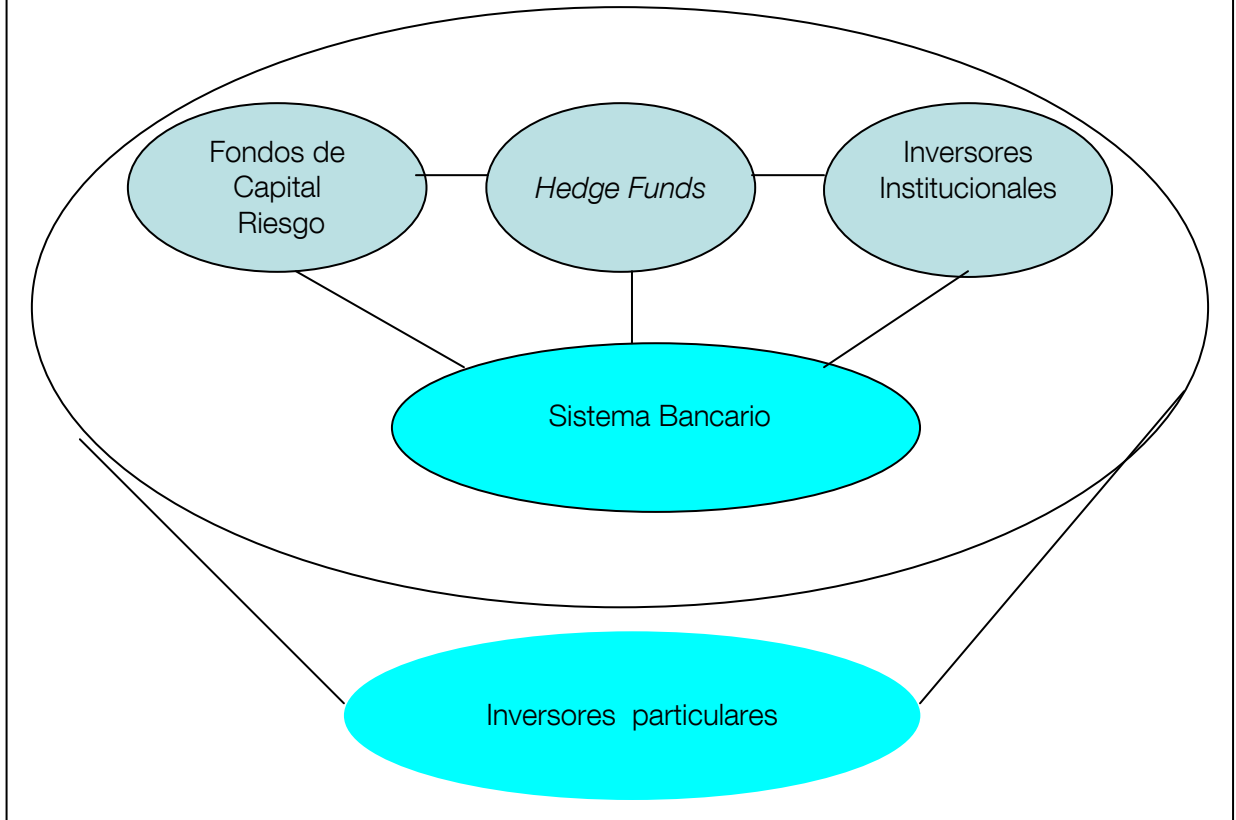 Fondos de
Capital
Riesgo
Hedge Funds
Inversores
Institucionales
Sistema Bancario
Inversores particulares